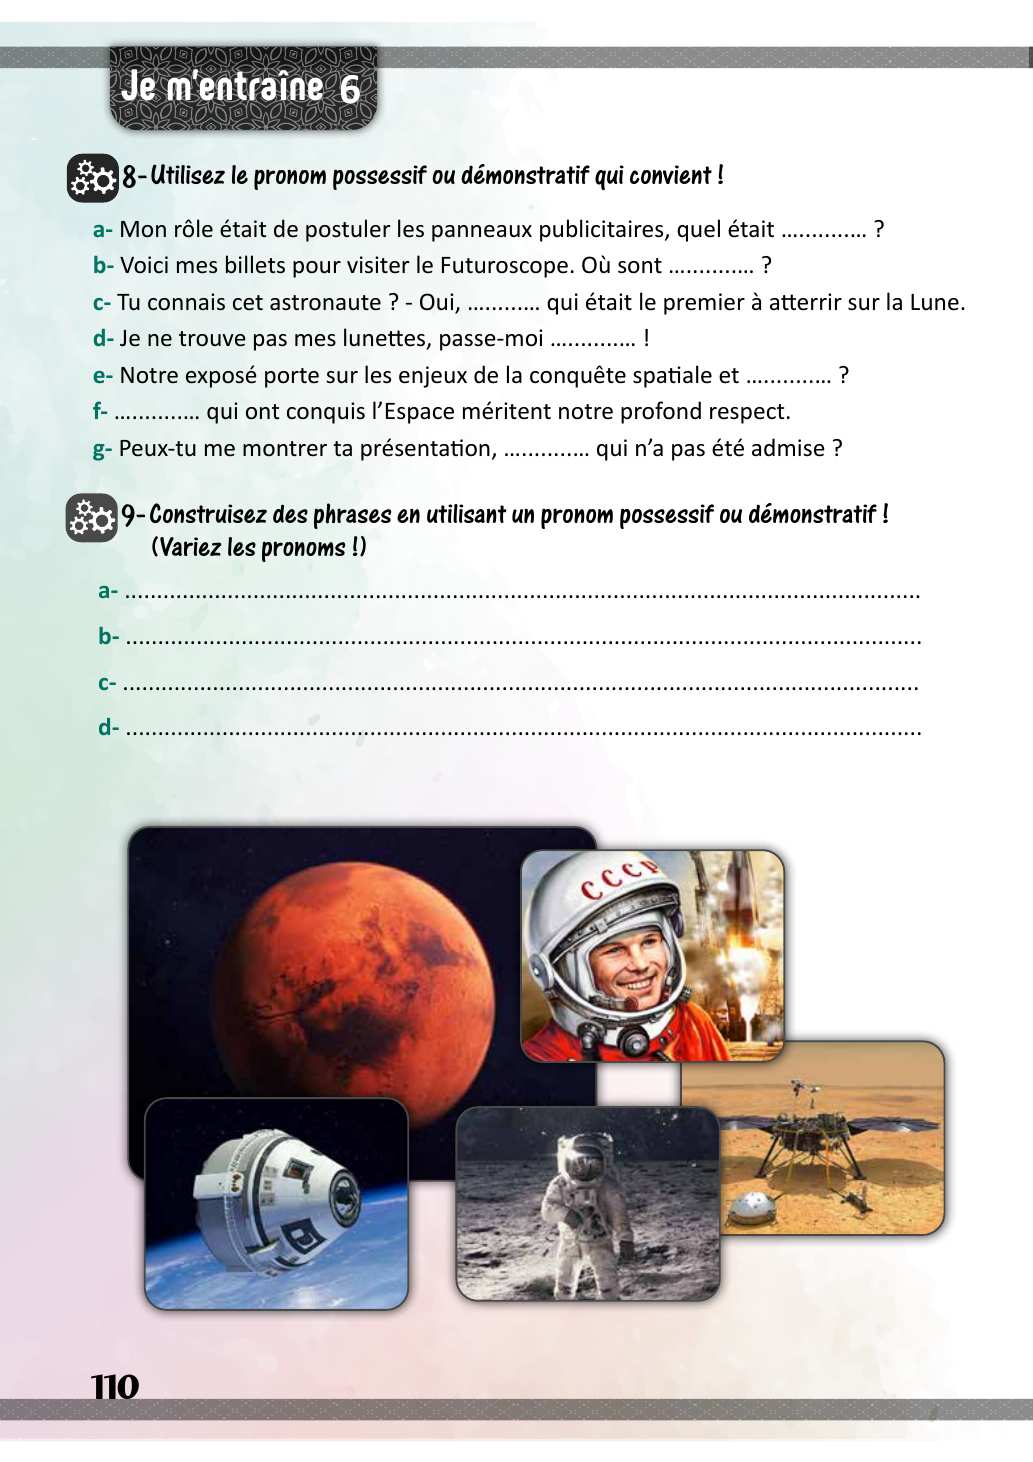 Je m'entraîne 6
8- Utilisez le pronom possessif ou démonstratif qui convient !
a- Mon rôle était de postuler les panneaux publicitaires, quel était .............. ?
b- Voici mes billets pour visiter le Futuroscope. Où sont .............. ?
c- Tu connais cet astronaute ? - Oui, ............ qui était le premier à atterrir sur la Lune.
d- Je ne trouve pas mes lunettes, passe-moi .............. !
e- Notre exposé porte sur les enjeux de la conquête spatiale et .............. ?
f- .............. qui ont conquis l’Espace méritent notre profond respect.
g- Peux-tu me montrer ta présentation, .............. qui n’a pas été admise ?
9- Construisez des phrases en utilisant un pronom possessif ou démonstratif !
(Variez les pronoms !)
a- ............................................................................................................................
b- ............................................................................................................................
c- ............................................................................................................................
d- ............................................................................................................................
CCCP
110